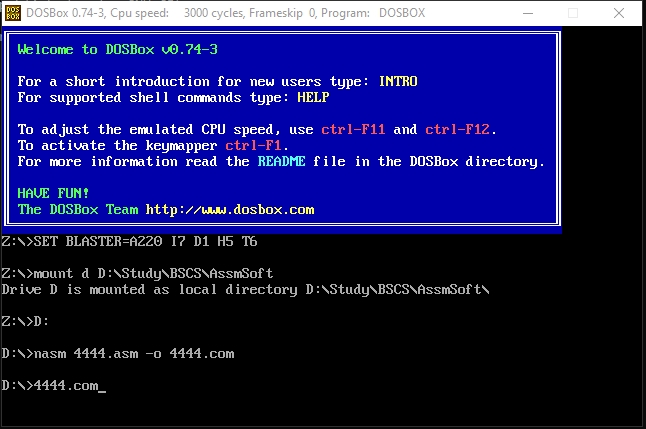 DOS
BOX
DOSBox 0.74-3, Cpu speed:    3000 cycles, Frameskip  0, Program:   DOSBOX
Welcome to DOSBox v0.74-3
For a short introduction for new users type: INTRO
For supported shell commands type: HELP
To adjust the emulated CPU speed, use ctrl-F11 and ctrl-F12.
To activate the keymapper ctrl-F1.
For more information read the README file in the DOSBox directory.
HAVE FUN!
The DOSBox Team http://www.dosbox.com
Z:\>SET BLASTER=A220 I7 D1 H5 T6
Z:\>mount d D:\Study\BSCS\AssmSoft
Drive D is mounted as local directory D:\Study\BSCS\AssmSoft\
Z:\>D:
D:\>nasm 4444.asm -o 4444.com
D:\>4444.com_